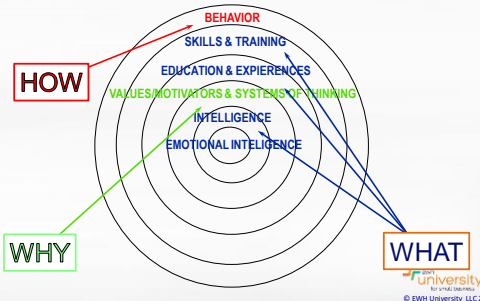 BEHAVIOR
SKILLS & TRAINING
EDUCATION & EXPIERENCES
VALUES/MOTIVATORS & SYSTEMS OF THINKING
INTELLIGENCE
EMOTIONAL INTELIGENCE
HOW
WHY
WHAT
university
for small business
© EWH University LLC